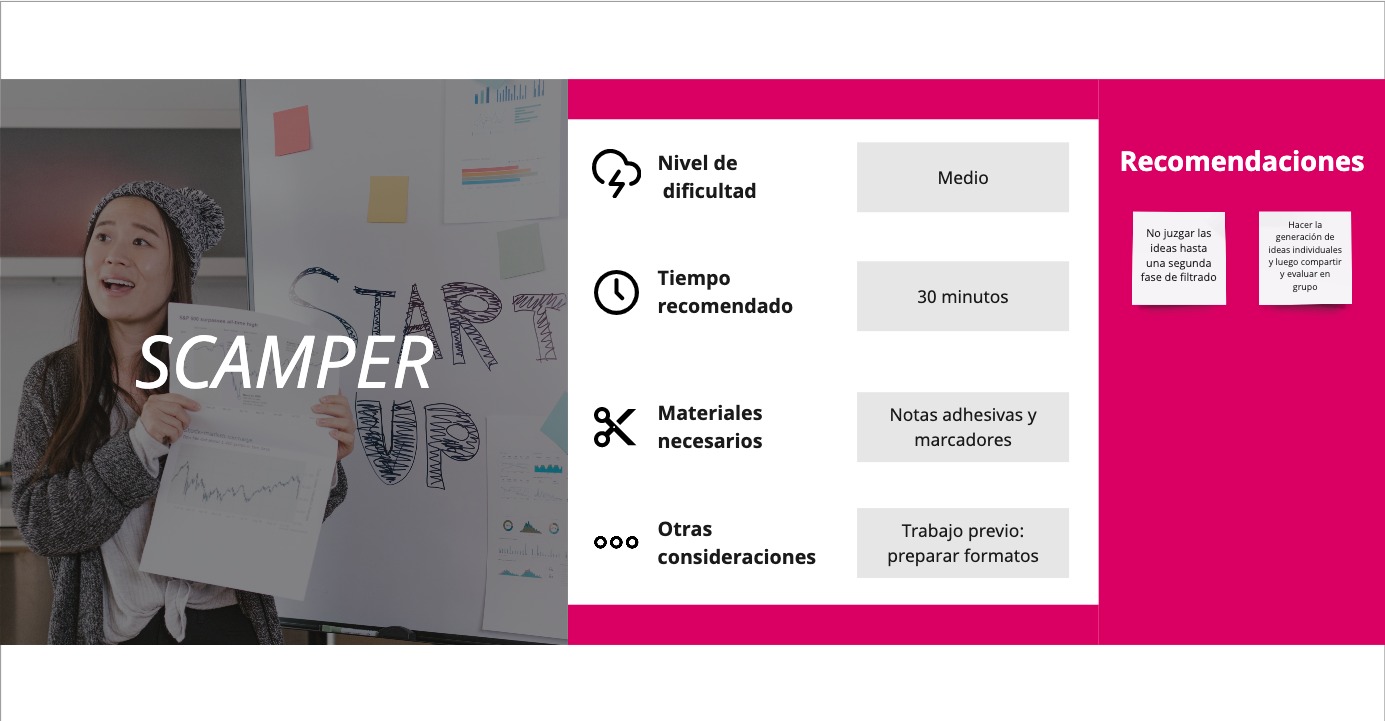 START
UP
SCAMPER
Nivel de
dificultad
Medio
Tiempo
recomendado
30 minutos
Materiales
necesarios
Notas adhesivas y
marcadores
Otras
consideraciones
Trabajo previo:
preparar formatos
Recomendaciones
No juzgar las
ideas hasta
una segunda
fase de filtrado
Hacer la
generación de
ideas individuales
y luego compartir
y evaluar en
grupo